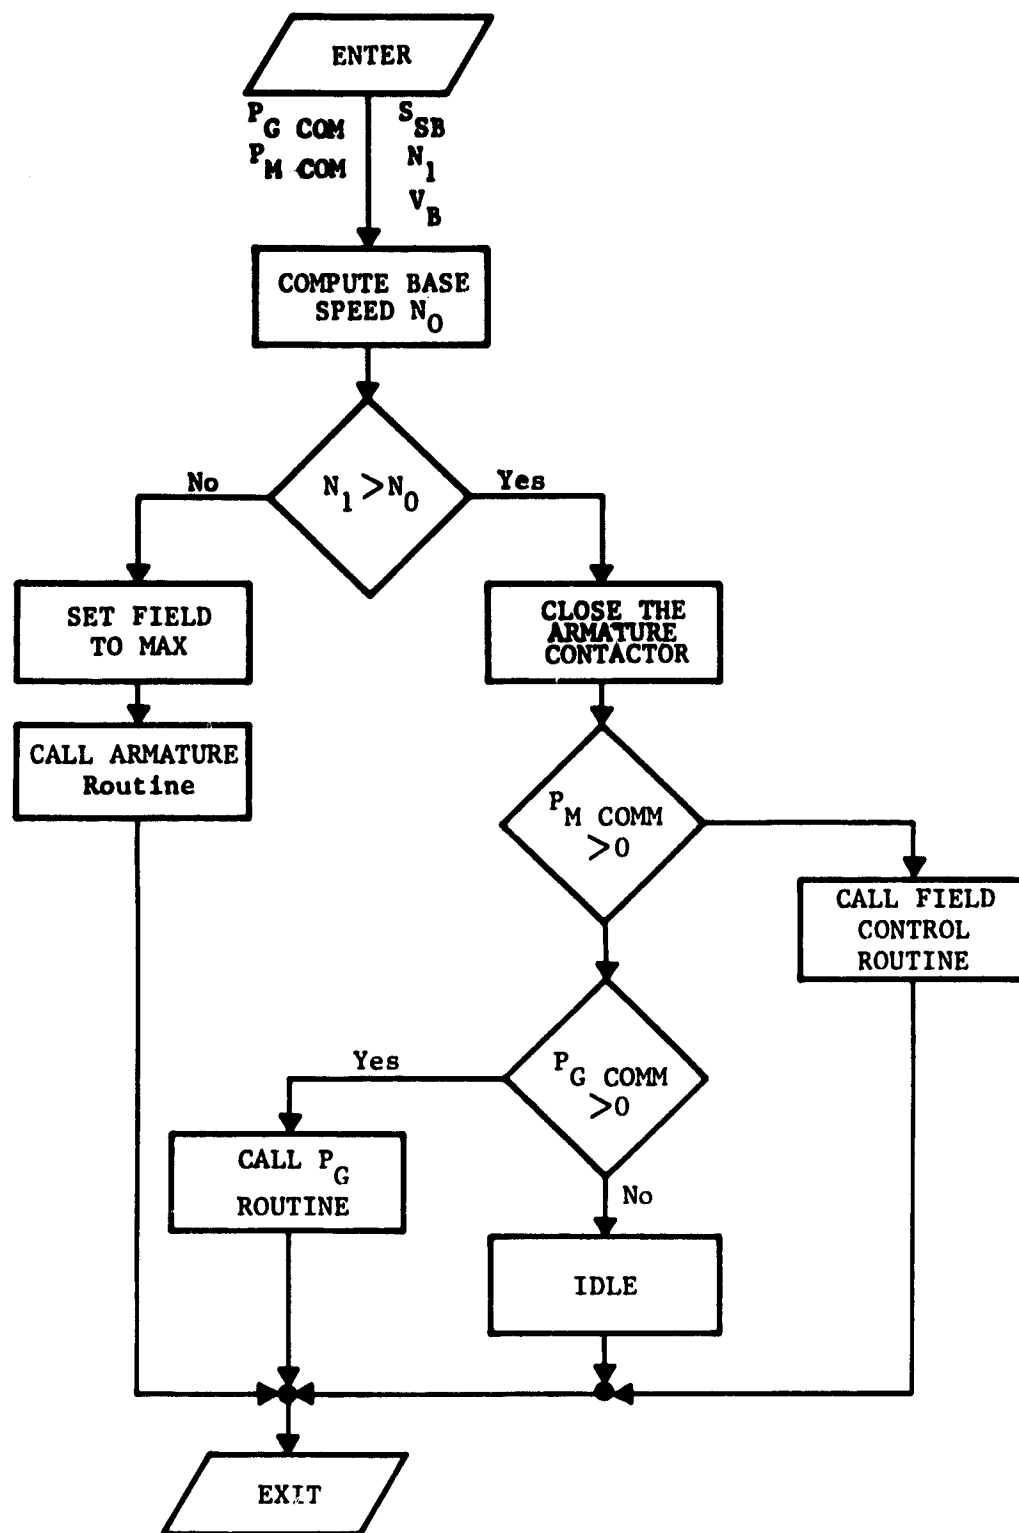 ENTER
P_G COM
S_SB
P_M COM
N_1
V_B
COMPUTE BASE
SPEED N_O
No
N_1 >N_O
Yes
SET FIELD
TO MAX
CLOSE THE
ARMATURE
CONTACTOR
CALL ARMATURE
Routine
P_M COMM
>0
CALL FIELD
CONTROL
ROUTINE
Yes
P_G COMM
>0
CALL P_G
ROUTINE
No
IDLE
EXIT